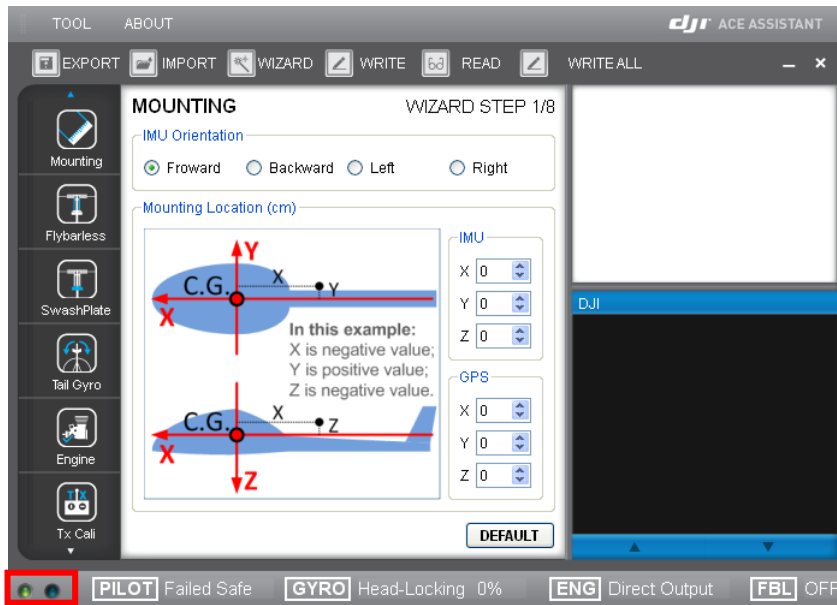 TOOL ABOUT dji ACE ASSISTANT
EXPORT IMPORT WIZARD WRITE READ WRITE ALL
MOUNTING WIZARD STEP 1/8
IMU Orientation
Froward Backward Left Right
Mounting Location (cm)
Mounting
Flybarless
SwashPlate
Tail Gyro
Engine
TX
Tx Cali
Y
C.G. X Y
X
In this example:
X is negative value;
Y is positive value;
Z is negative value.
C.G. X Z
X
Z
IMU
X 0
Y 0
Z 0
GPS
X 0
Y 0
Z 0
DEFAULT
DJI
PILOT Failed Safe GYRO Head-Locking 0% ENG Direct Output FBL OFF